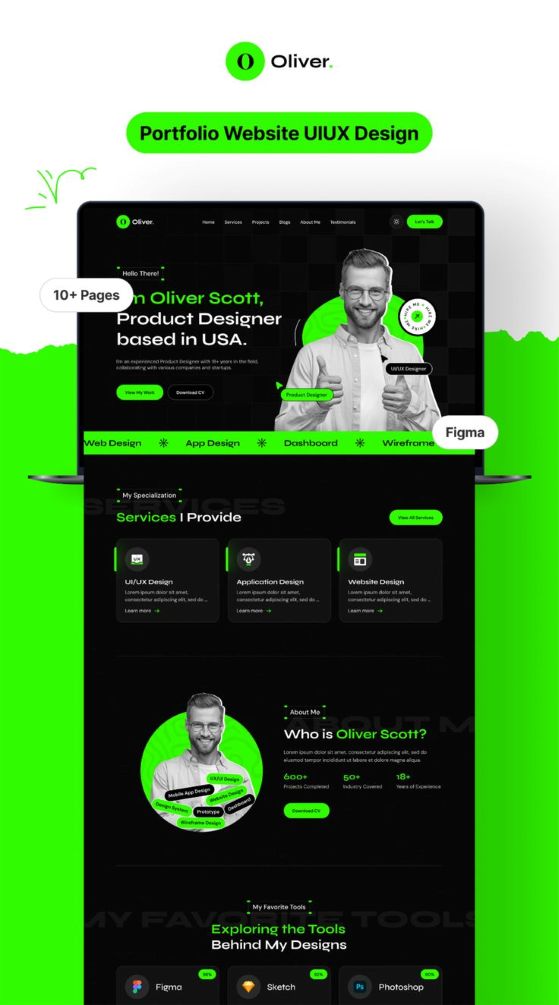 Oliver.
Portfolio Website UIUX Design
Oliver.
Home Services Projects Blogs About Me Testimonials
Let's Talk
Hello There!
10+ Pages
I'm Oliver Scott,
Product Designer
based in USA.
I'm an experienced Product Designer with 18+ years in the field,
collaborating with various companies and startups.
View My Work
Download CV
HIRE ME
UI/UX Designer
Product Designer
Figma
Web Design App Design Dashboard Wireframe
SERVICES
My Specialization
Services I Provide
View All Services
UI/UX Design
Lorem ipsum dolor sit amet,
consectetur adipiscing elit, sed do ...
Learn more
Application Design
Lorem ipsum dolor sit amet,
consectetur adipiscing elit, sed do ...
Learn more
Website Design
Lorem ipsum dolor sit amet,
consectetur adipiscing elit, sed do ...
Learn more
UX/UI Design
Mobile App Design
Website Design
Design System
Prototype
Dashboard
Wireframe Design
ABOUT M
About Me
Who is Oliver Scott?
Lorem ipsum dolor sit amet, consectetur adipiscing elit, sed do
eiusmod tempor incididunt ut labore et dolore magna aliqua.
600+
Projects Completed
50+
Industry Covered
18+
Years of Experience
Download CV
MY FAVORITE TOOLS
My Favorite Tools
Exploring the Tools
Behind My Designs
Figma
Sketch
92%
Ps
Photoshop
90%